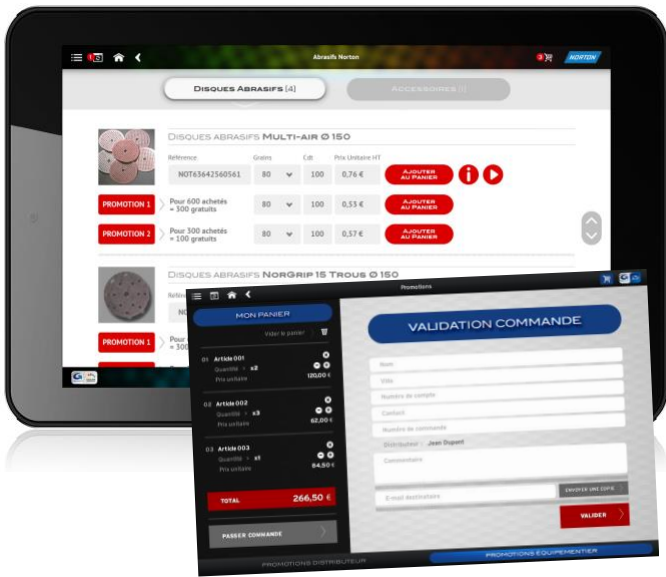 1
Abrasifs Norton
3
NORTON
DISQUES ABRASIFS [4]
ACCESSOIRES [1]
DISQUES ABRASIFS MULTI-AIR Ø 150
Référence Grains Cdt Prix Unitaire HT
NOT63642560561 80 100 0,76 € AJOUTER AU PANIER
PROMOTION 1 Pour 600 achetés
= 300 gratuits 80 100 0,53 € AJOUTER AU PANIER
PROMOTION 2 Pour 300 achetés
= 100 gratuits 80 100 0,57 € AJOUTER AU PANIER
DISQUES ABRASIFS NORGRIP 15 TROUS Ø 150
PROMOTION 1 Pour
= 300
Promotions
MON PANIER
Vider le panier
01 Article 001
Quantité x2
Prix unitaire 120,00 €
02 Article 002
Quantité x3
Prix unitaire 62,00 €
03 Article 003
Quantité x1
Prix unitaire 84,50 €
TOTAL 266,50 €
PASSER COMMANDE
VALIDATION COMMANDE
Nom
Ville
Numéro de compte
Contact
Numéro de commande
Distributeur : Jean Dupont
Commentaire
E-mail destinataire
ENVOYER UNE COPIE
VALIDER
PROMOTIONS DISTRIBUTEUR
PROMOTIONS ÉQUIPEMENTIER